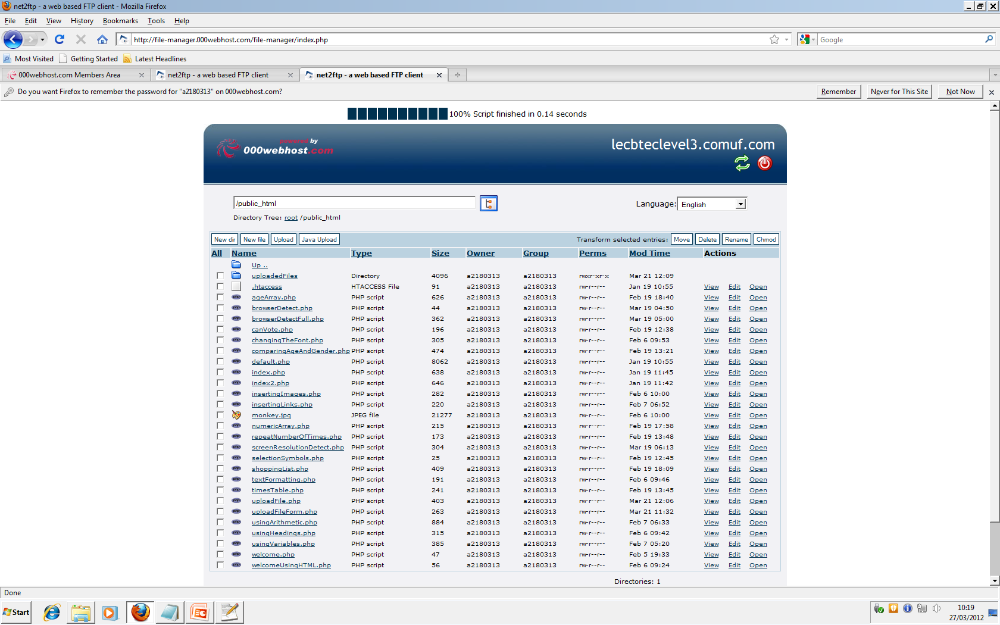 net2ftp - a web based FTP client - Mozilla Firefox
File Edit View History Bookmarks Tools Help
http://file-manager.000webhost.com/file-manager/index.php Google
Most Visited Getting Started Latest Headlines
000webhost.com Members Area net2ftp - a web based FTP client net2ftp - a web based FTP client
Do you want Firefox to remember the password for "a2180313" on 000webhost.com? Remember Never for This Site Not Now
100% Script finished in 0.14 seconds
powered by
000webhost.com
lecbteclevel3.comuf.com
/public_html
Language: English
Directory Tree: root /public_html
New dir New file Upload Java Upload Transform selected entries: Move Delete Rename Chmod
All Name Type Size Owner Group Perms Mod Time Actions
Up ..
uploadedFiles Directory 4096 a2180313 a2180313 rwxr-xr-x Mar 21 12:09
.htaccess HTACCESS File 91 a2180313 a2180313 rw-r--r-- Jan 19 10:55 View Edit Open
ageArray.php PHP script 626 a2180313 a2180313 rw-r--r-- Feb 19 18:40 View Edit Open
browserDetect.php PHP script 44 a2180313 a2180313 rw-r--r-- Mar 19 04:50 View Edit Open
browserDetectFull.php PHP script 362 a2180313 a2180313 rw-r--r-- Mar 19 05:00 View Edit Open
canVote.php PHP script 196 a2180313 a2180313 rw-r--r-- Feb 19 12:38 View Edit Open
changingTheFont.php PHP script 305 a2180313 a2180313 rw-r--r-- Feb 6 09:53 View Edit Open
comparingAgeAndGender.php PHP script 474 a2180313 a2180313 rw-r--r-- Feb 19 13:21 View Edit Open
default.php PHP script 8062 a2180313 a2180313 rw-r--r-- Jan 19 10:55 View Edit Open
index.php PHP script 638 a2180313 a2180313 rw-r--r-- Jan 19 11:45 View Edit Open
index2.php PHP script 646 a2180313 a2180313 rw-r--r-- Jan 19 11:42 View Edit Open
insertingImages.php PHP script 282 a2180313 a2180313 rw-r--r-- Feb 6 10:00 View Edit Open
insertingLinks.php PHP script 220 a2180313 a2180313 rw-r--r-- Feb 7 06:52 View Edit Open
monkey.jpg JPEG file 21277 a2180313 a2180313 rw-r--r-- Feb 6 10:00 View Edit Open
numericArray.php PHP script 215 a2180313 a2180313 rw-r--r-- Feb 19 17:58 View Edit Open
repeatNumberOfTimes.php PHP script 173 a2180313 a2180313 rw-r--r-- Feb 19 13:48 View Edit Open
screenResolutionDetect.php PHP script 304 a2180313 a2180313 rw-r--r-- Mar 19 06:13 View Edit Open
selectionSymbols.php PHP script 25 a2180313 a2180313 rw-r--r-- Feb 19 12:45 View Edit Open
shoppingList.php PHP script 409 a2180313 a2180313 rw-r--r-- Feb 19 18:09 View Edit Open
textFormatting.php PHP script 191 a2180313 a2180313 rw-r--r-- Feb 6 09:46 View Edit Open
timesTable.php PHP script 241 a2180313 a2180313 rw-r--r-- Feb 19 13:45 View Edit Open
uploadFile.php PHP script 403 a2180313 a2180313 rw-r--r-- Mar 21 12:06 View Edit Open
uploadFileForm.php PHP script 263 a2180313 a2180313 rw-r--r-- Mar 21 11:32 View Edit Open
usingArithmetic.php PHP script 884 a2180313 a2180313 rw-r--r-- Feb 7 06:33 View Edit Open
usingHeadings.php PHP script 315 a2180313 a2180313 rw-r--r-- Feb 6 09:42 View Edit Open
usingVariables.php PHP script 385 a2180313 a2180313 rw-r--r-- Feb 7 05:20 View Edit Open
welcome.php PHP script 47 a2180313 a2180313 rw-r--r-- Feb 5 19:33 View Edit Open
welcomeUsingHTML.php PHP script 56 a2180313 a2180313 rw-r--r-- Feb 6 09:24 View Edit Open
Directories: 1
Done
Start 10:19
27/03/2012